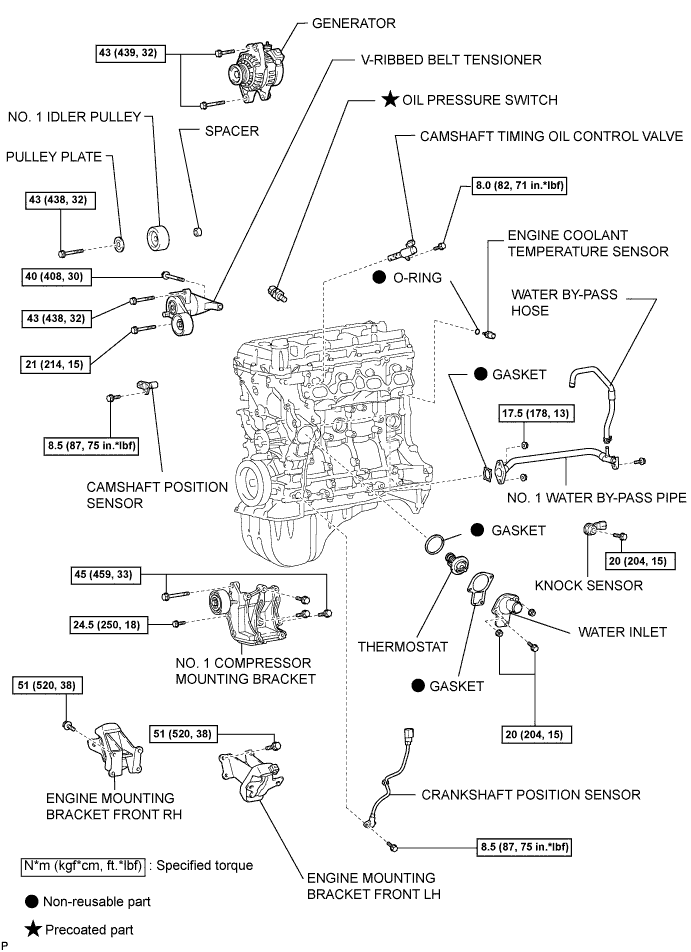 GENERATOR
43 (439, 32)
V-RIBBED BELT TENSIONER
★ OIL PRESSURE SWITCH
NO. 1 IDLER PULLEY
SPACER
CAMSHAFT TIMING OIL CONTROL VALVE
PULLEY PLATE
8.0 (82, 71 in.*lbf)
43 (438, 32)
ENGINE COOLANT
TEMPERATURE SENSOR
40 (408, 30)
● O-RING
WATER BY-PASS
HOSE
43 (438, 32)
21 (214, 15)
● GASKET
17.5 (178, 13)
8.5 (87, 75 in.*lbf)
CAMSHAFT POSITION
SENSOR
NO. 1 WATER BY-PASS PIPE
● GASKET
20 (204, 15)
KNOCK SENSOR
45 (459, 33)
24.5 (250, 18)
THERMOSTAT
WATER INLET
NO. 1 COMPRESSOR
MOUNTING BRACKET
● GASKET
51 (520, 38)
51 (520, 38)
20 (204, 15)
ENGINE MOUNTING
BRACKET FRONT RH
CRANKSHAFT POSITION SENSOR
8.5 (87, 75 in.*lbf)
N*m (kgf*cm, ft.*lbf) : Specified torque
ENGINE MOUNTING
BRACKET FRONT LH
● Non-reusable part
★ Precoated part
P